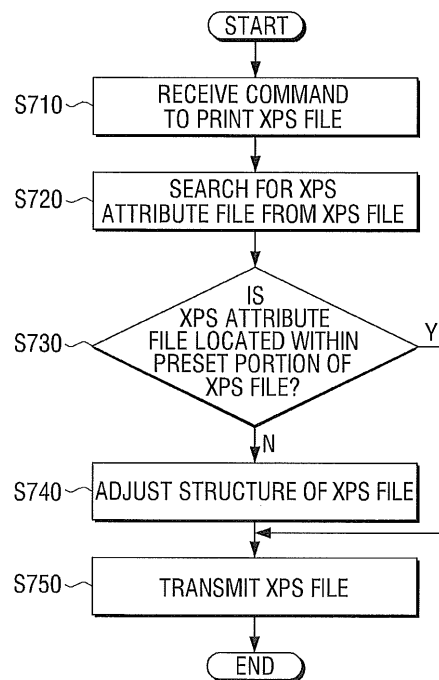 START
S710
RECEIVE COMMAND
TO PRINT XPS FILE
S720
SEARCH FOR XPS
ATTRIBUTE FILE FROM XPS FILE
S730
IS
XPS ATTRIBUTE
FILE LOCATED WITHIN
PRESET PORTION OF
XPS FILE?
Y
N
S740
ADJUST STRUCTURE OF XPS FILE
S750
TRANSMIT XPS FILE
END